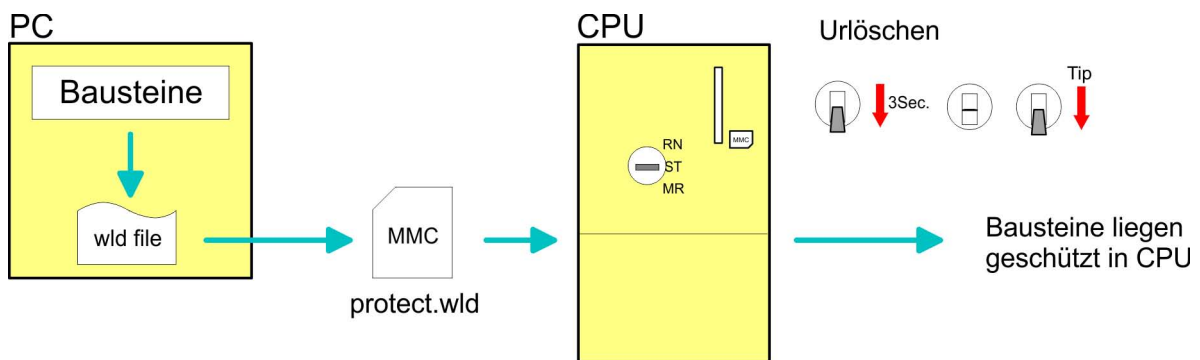 PC
Bausteine
wld file
MMC
protect.wld
CPU
MMC
RN
ST
MR
Urlöschen
3Sec.
Tip
Bausteine liegen
geschützt in CPU